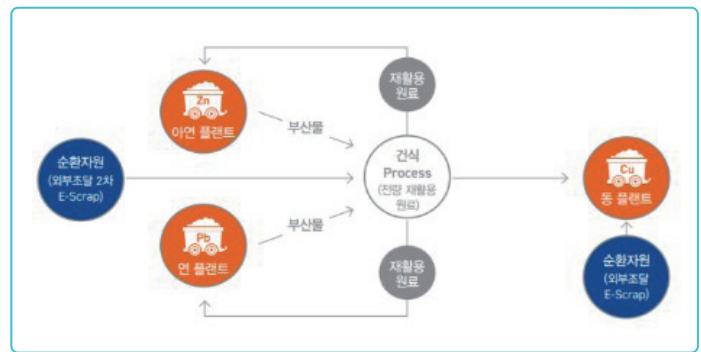 재활용
원료
Zn
아연 플랜트
부산물
순환자원
(외부조달 2차
E-Scrap)
건식
Process
(전량 재활용
원료)
Cu
동 플랜트
Pb
연 플랜트
부산물
재활용
원료
순환자원
(외부조달
E-Scrap)